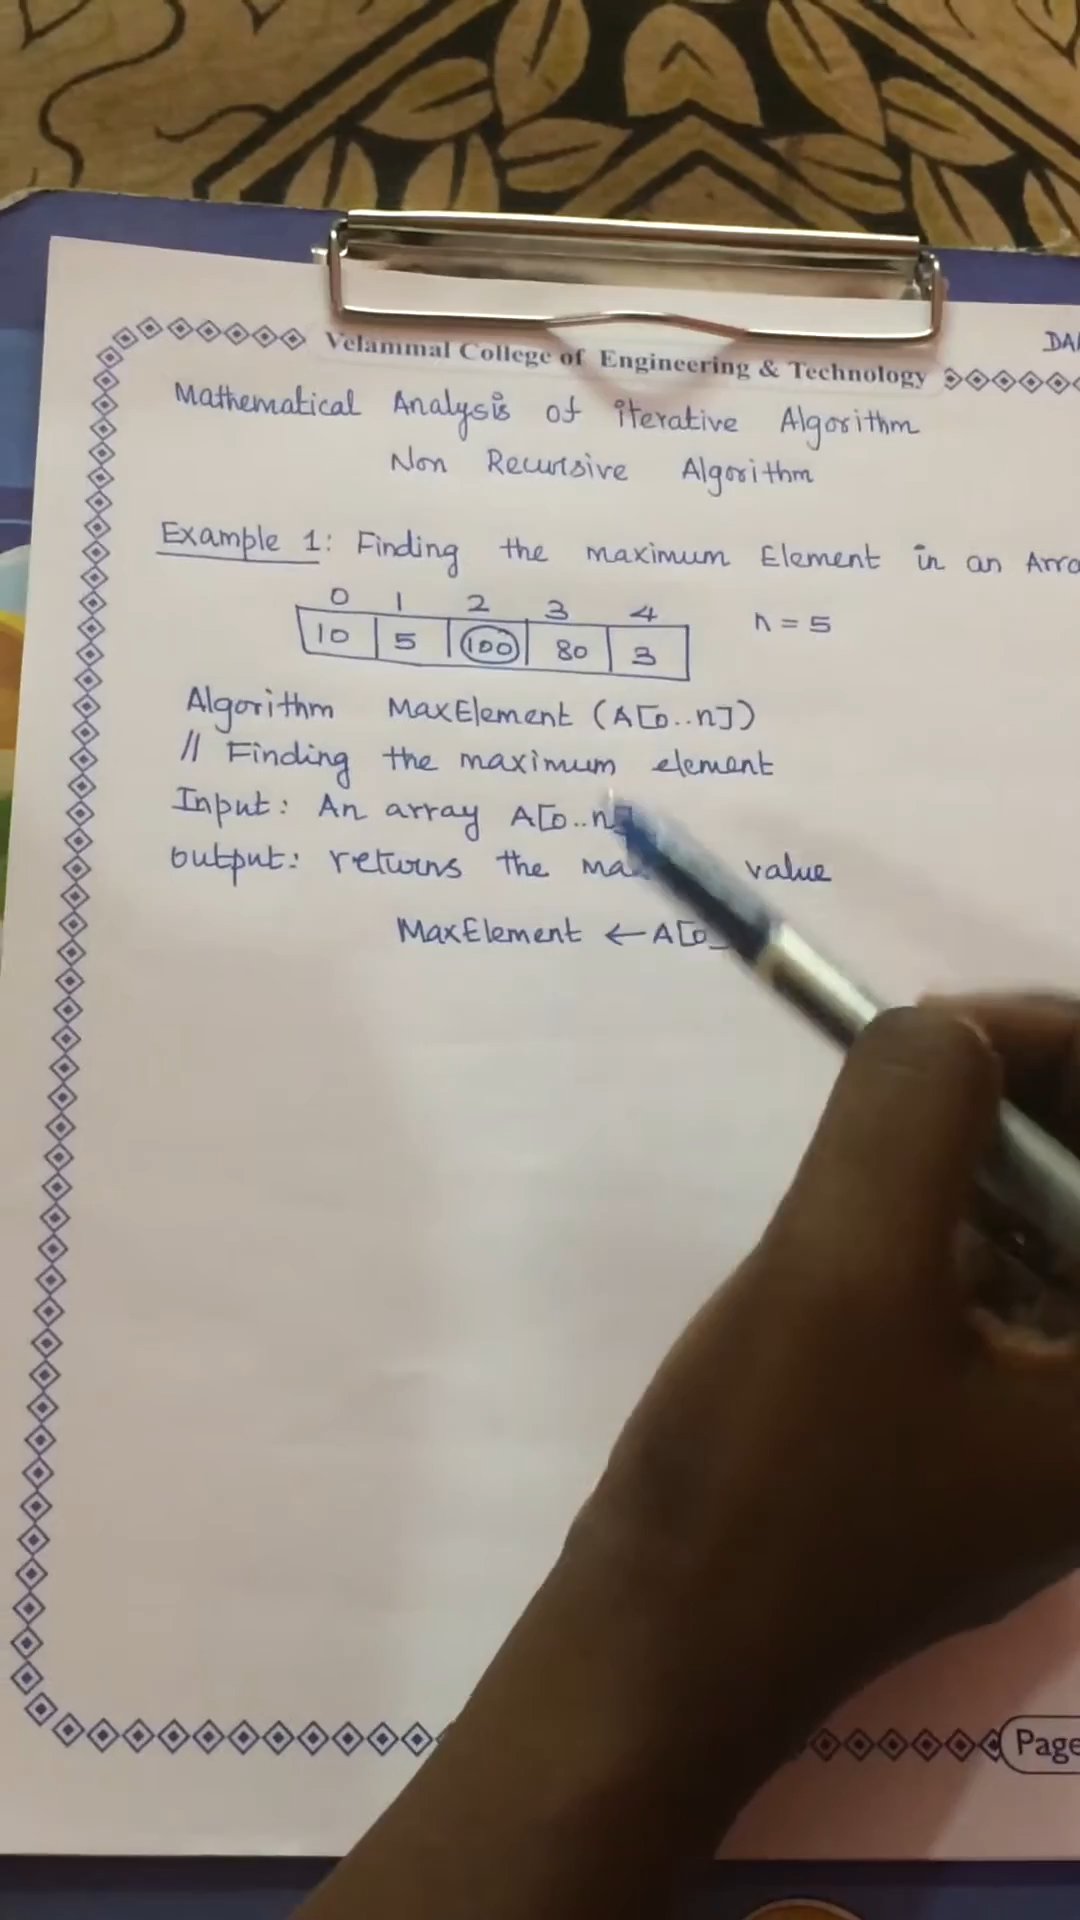 Velammal College of Engineering & Technology
Mathematical Analysis of iterative Algorithm
Non Recursive Algorithm
Example 1: Finding the maximum Element in an
0 1 2 3 4
10 5 100 80 3 n = 5
Algorithm MaxElement (A[0..n])
// Finding the maximum element
Input: An array A[0..n]
output: returns the value
MaxElement ← A[0]
Page